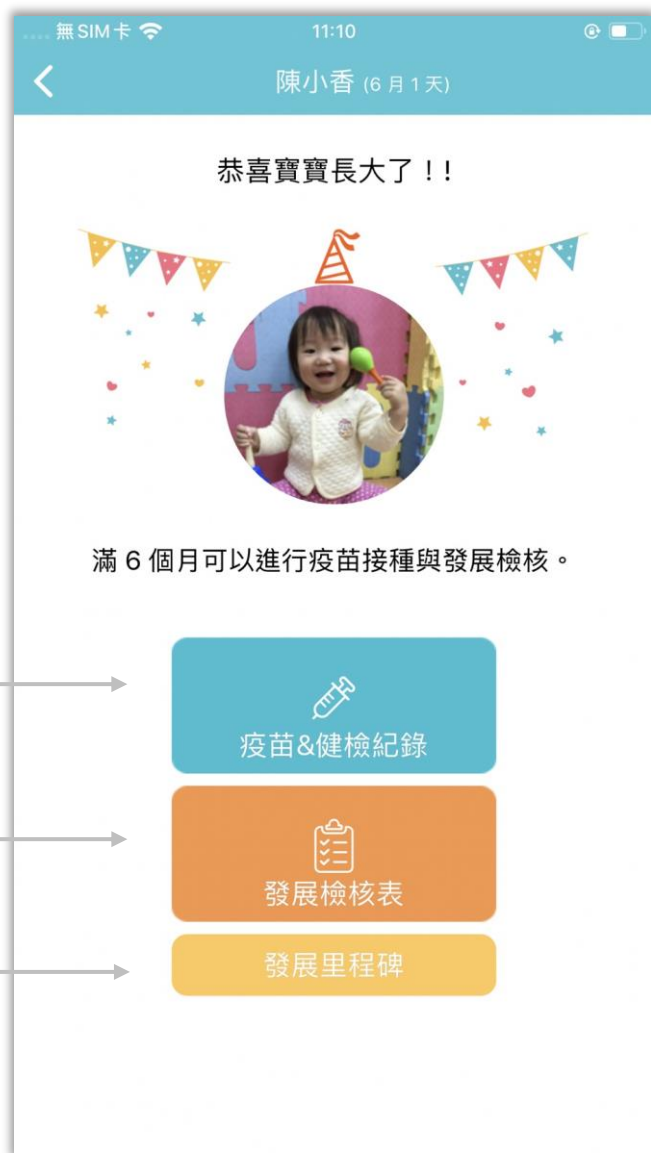 無SIM卡
11:10
陳小香 (6 月 1 天)
恭喜寶寶長大了!!
滿 6 個月可以進行疫苗接種與發展檢核。
疫苗&健檢紀錄
發展檢核表
發展里程碑